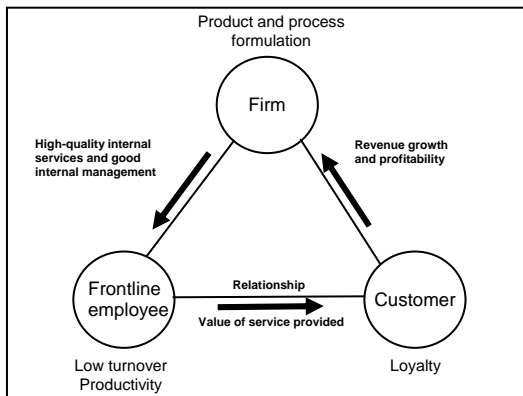 Product and process
formulation
Firm
High-quality internal
services and good
internal management
Revenue growth
and profitability
Frontline
employee
Relationship
Value of service provided
Customer
Low turnover
Productivity
Loyalty